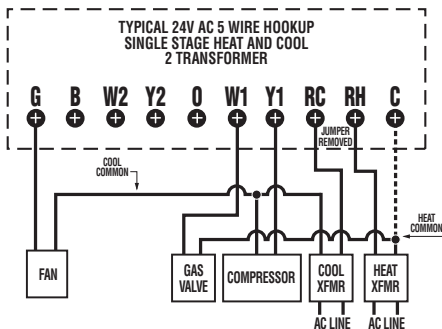 TYPICAL 24V AC 5 WIRE HOOKUP
SINGLE STAGE HEAT AND COOL
2 TRANSFORMER
G B W2 Y2 O W1 Y1 RC RH C
JUMPER
REMOVED
COOL
COMMON
HEAT
COMMON
FAN
GAS
VALVE
COMPRESSOR
COOL
XFMR
HEAT
XFMR
AC LINE AC LINE